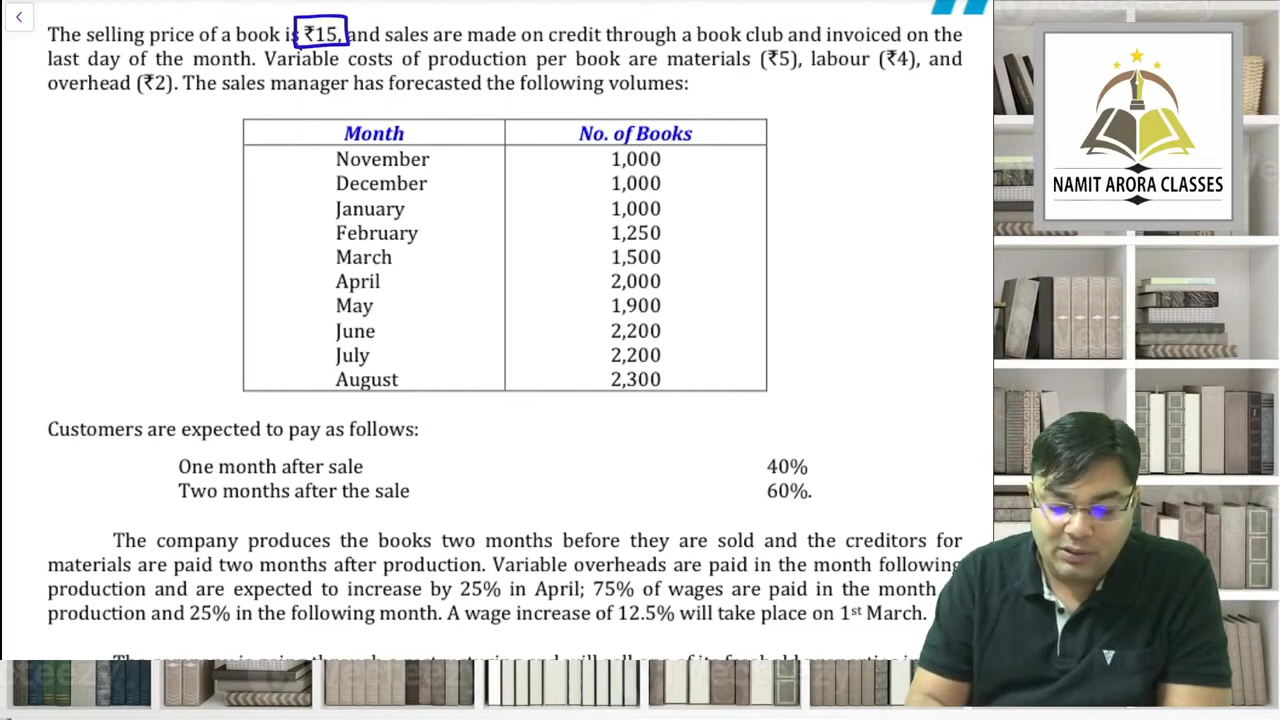 The selling price of a book is ₹15, and sales are made on credit through a book club and invoiced on the
last day of the month. Variable costs of production per book are materials (₹5), labour (₹4), and
overhead (₹2). The sales manager has forecasted the following volumes:
Month No. of Books
November 1,000
December 1,000
January 1,000
February 1,250
March 1,500
April 2,000
May 1,900
June 2,200
July 2,200
August 2,300
Customers are expected to pay as follows:
One month after sale 40%
Two months after the sale 60%.
The company produces the books two months before they are sold and the creditors for
materials are paid two months after production. Variable overheads are paid in the month following
production and are expected to increase by 25% in April; 75% of wages are paid in the month
production and 25% in the following month. A wage increase of 12.5% will take place on 1st March.
NAMIT ARORA CLASSES